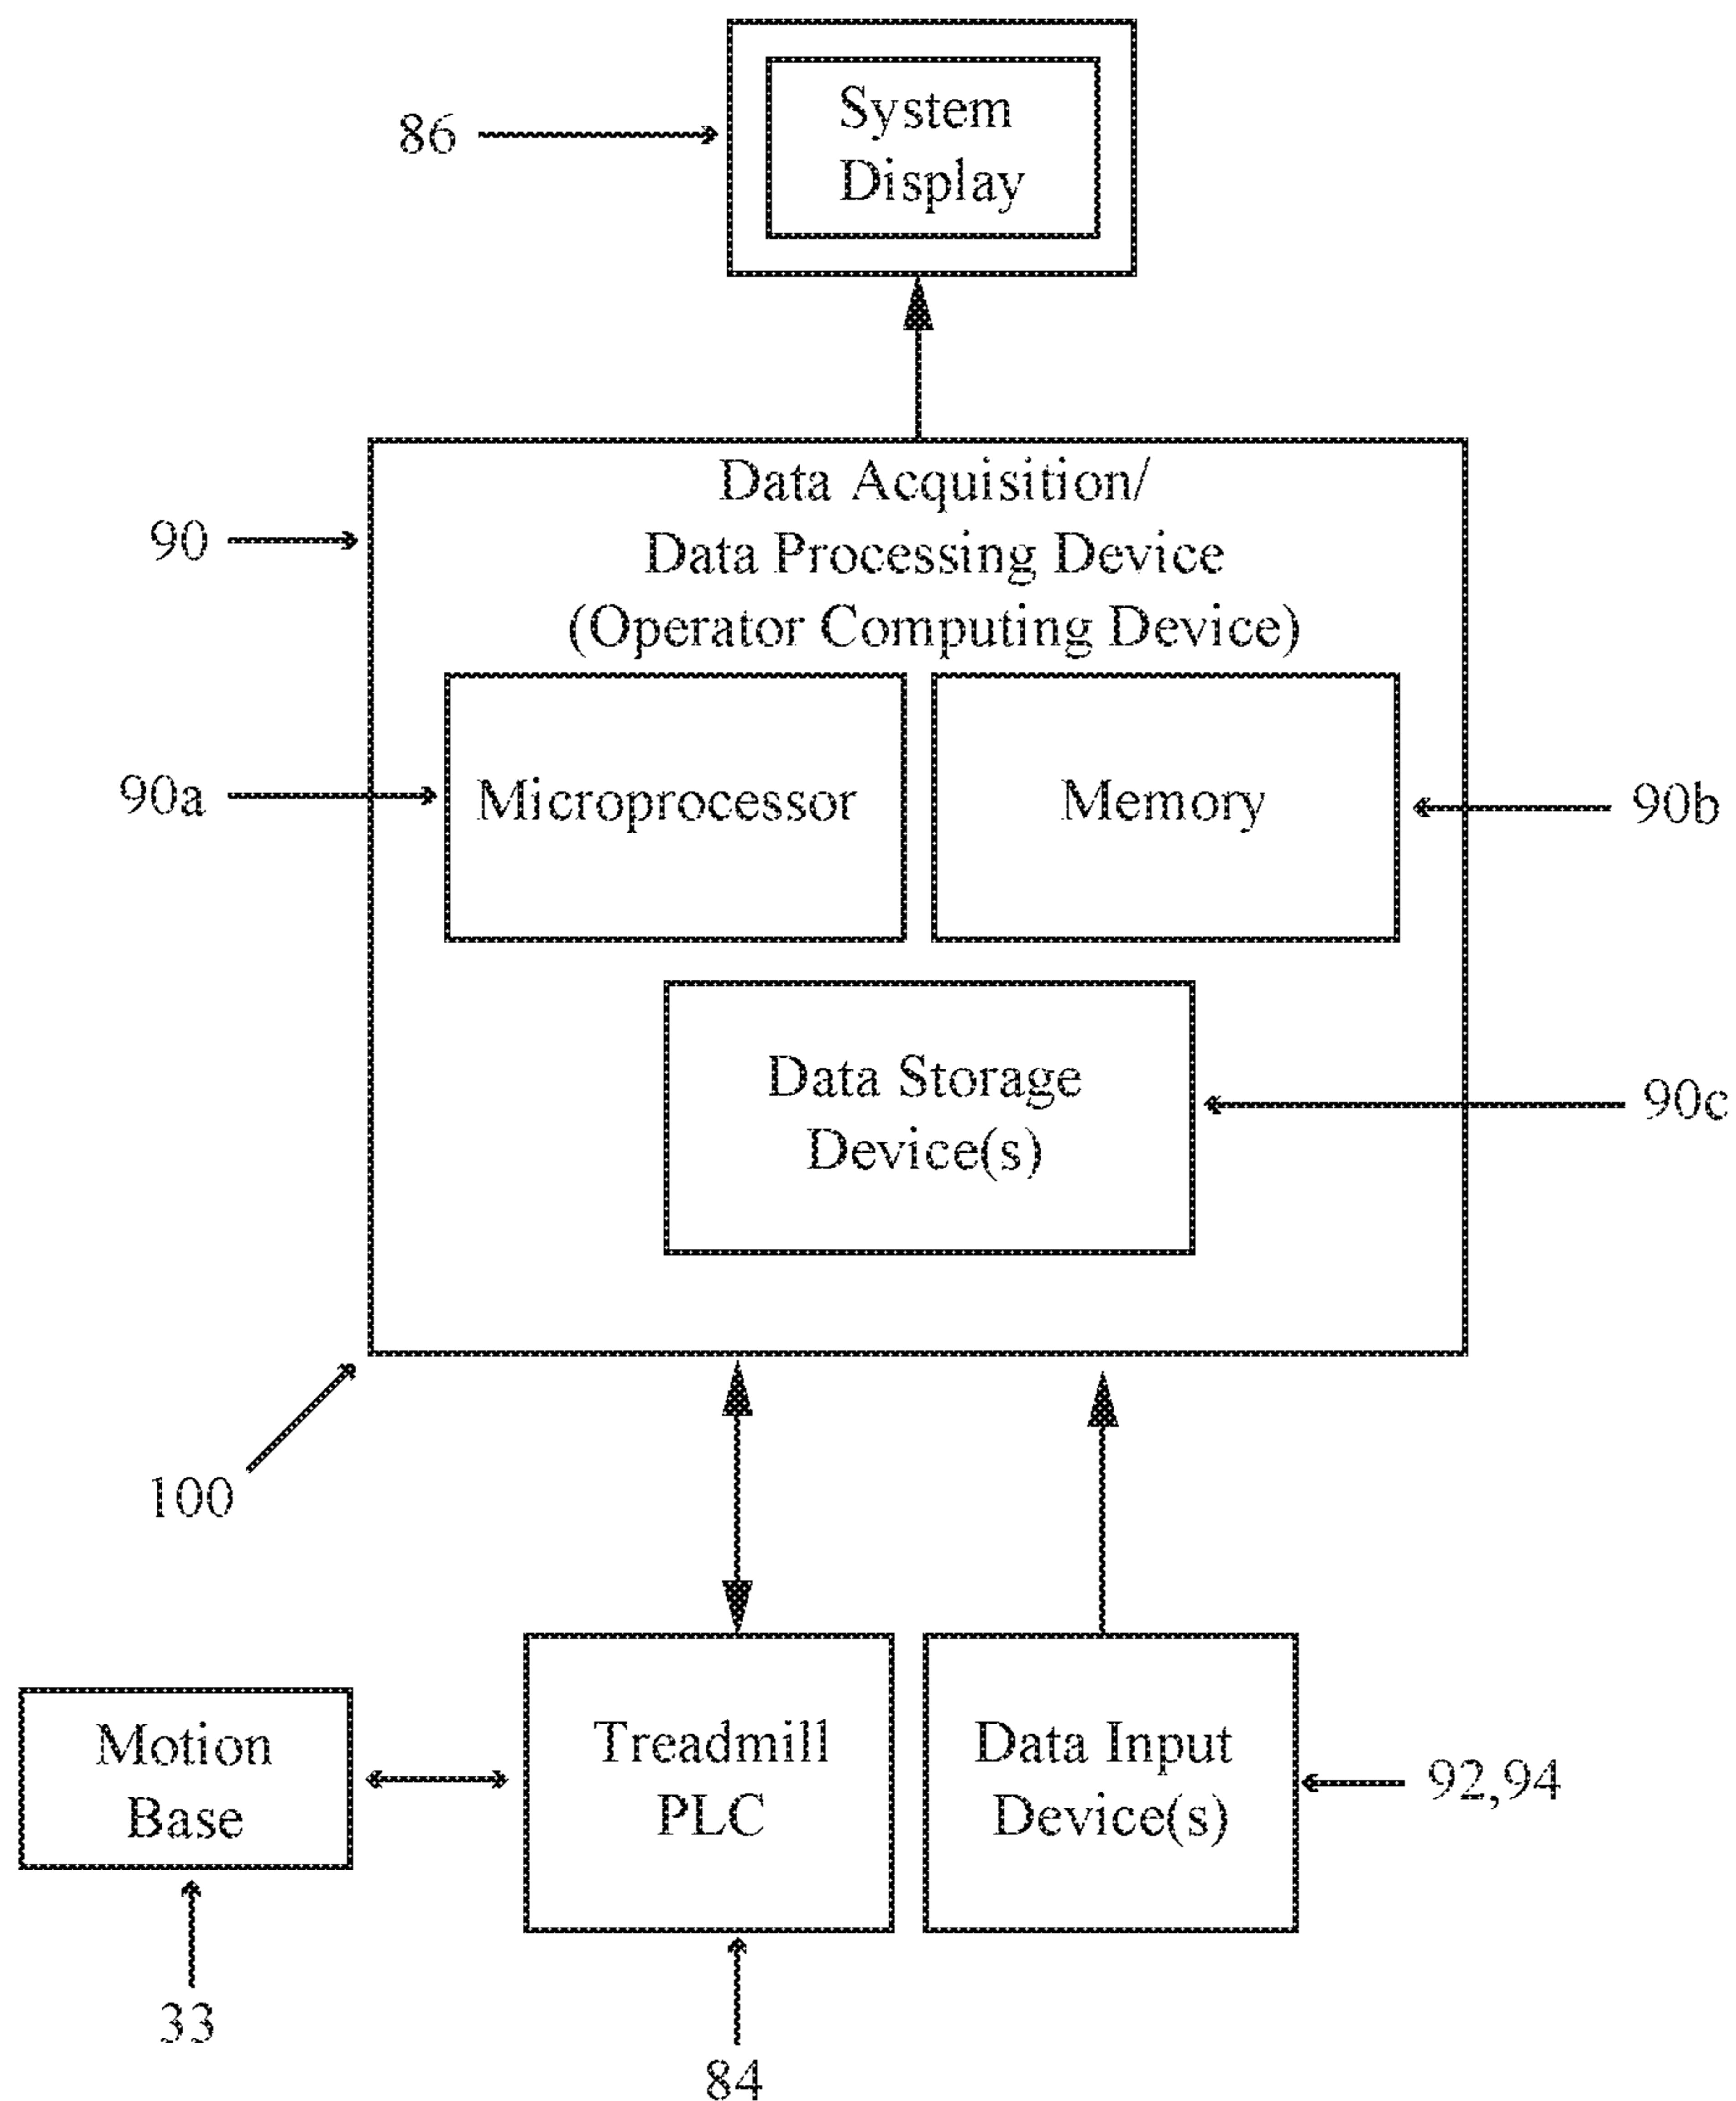 System
Display
86
Data Acquisition/
Data Processing Device
(Operator Computing Device)
90
Microprocessor
90a
Memory
90b
Data Storage
Device(s)
90c
100
Motion
Base
Treadmill
PLC
Data Input
Device(s)
92,94
33
84